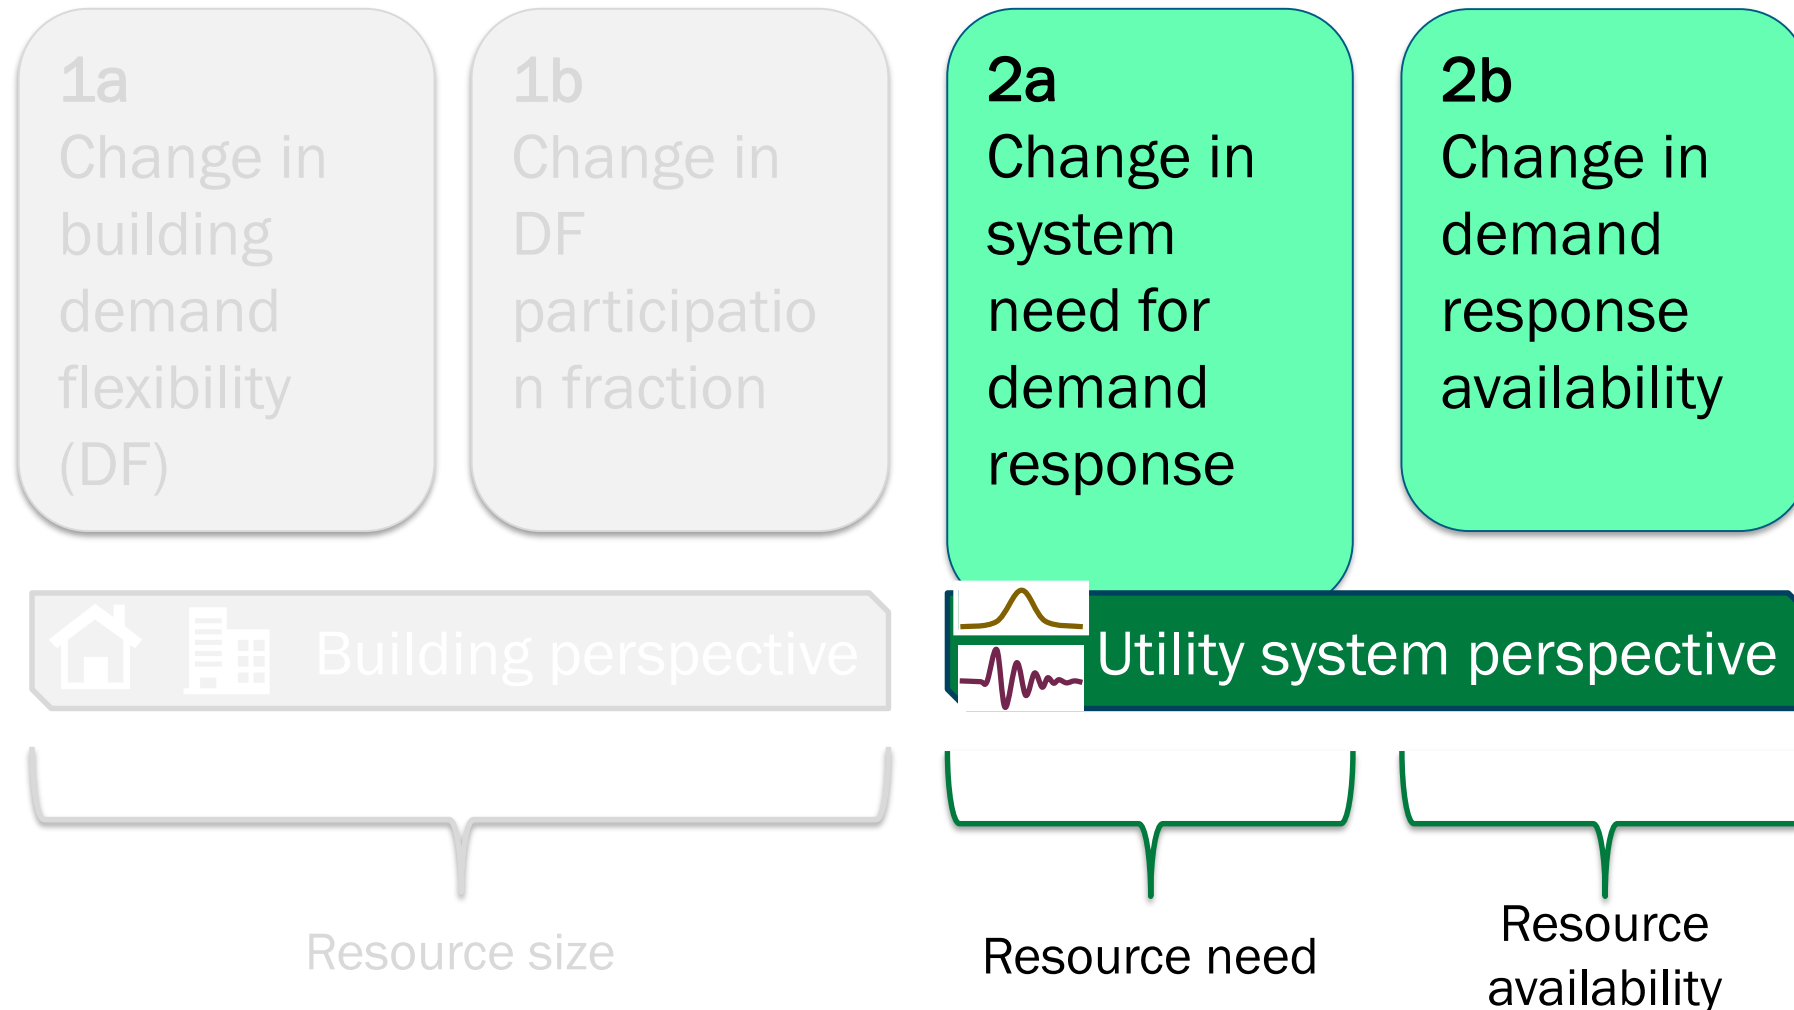 1a
Change in
building
demand
flexibility
(DF)
1b
Change in
DF
participatio
n fraction
2a
Change in
system
need for
demand
response
2b
Change in
demand
response
availability
Building perspective
Utility system perspective
Resource size
Resource need
Resource
availability